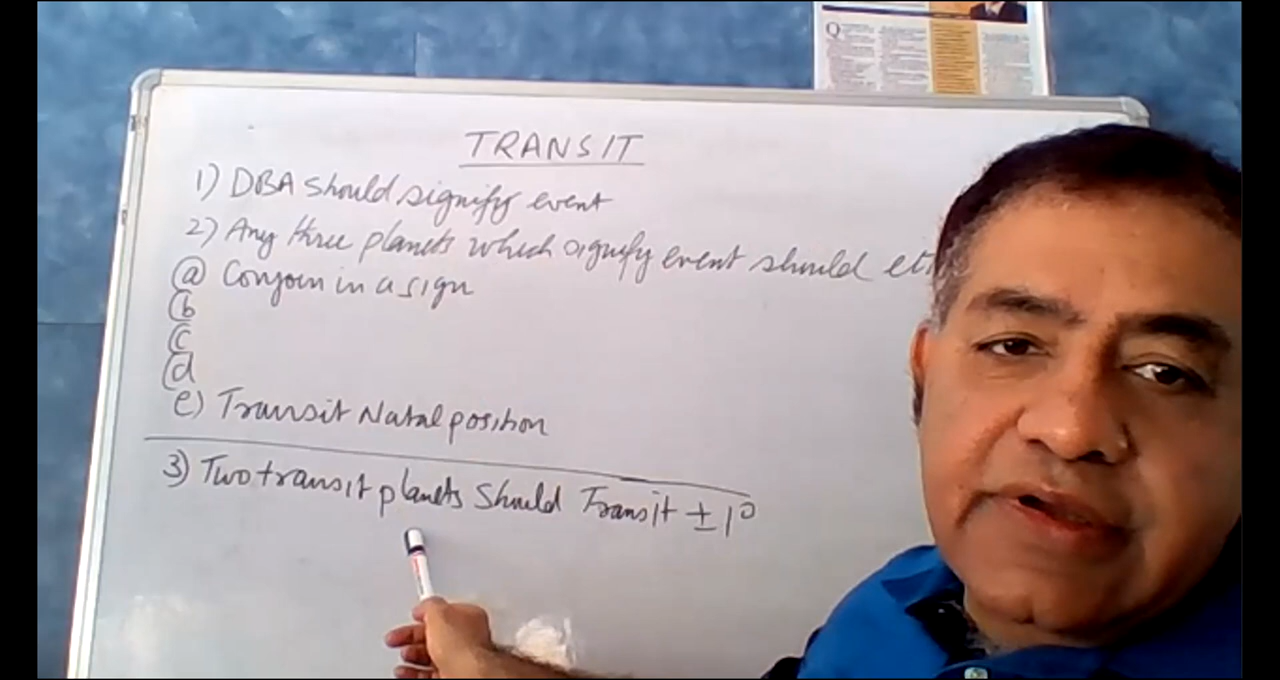 TRANSIT
1) DBA Should signify event
2) Any three planets which signify event should
(a) Conjoin in a sign
(b
(c
(d
e) Transit Natal position
3) Two transit planets Should Transit ± 1°
Q